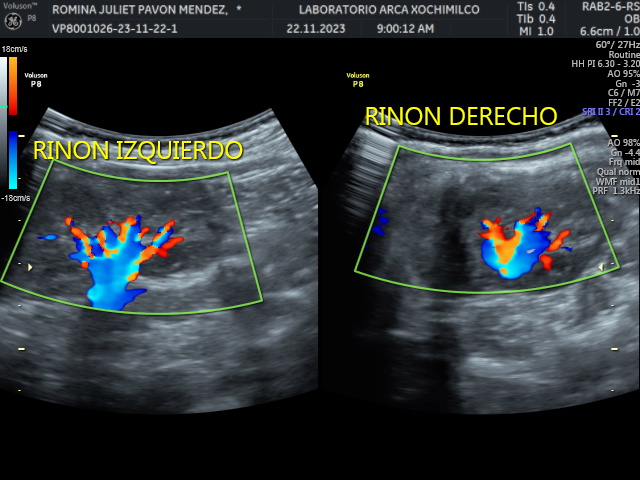 Voluson™
P8
ROMINA JULIET PAVON MENDEZ, *
LABORATORIO ARCA XOCHIMILCO
VP8001026-23-11-22-1
22.11.2023
9:00:12 AM
TIs 0.4
TIb 0.4
MI 1.0
RAB2-6-RS
OB
6.6cm / 1.0
60°/ 27Hz
Routine
HH PI 6.30 - 3.20
AO 95%
Gn -3
C6 / M7
FF2 / E2
SRI II 3 / CRI 2
AO 98%
Gn -4.4
Frq mid
Qual norm
WMF mid1
PRF 1.3kHz
18cm/s
-18cm/s
Voluson
P8
RINON IZQUIERDO
Voluson
P8
RINON DERECHO